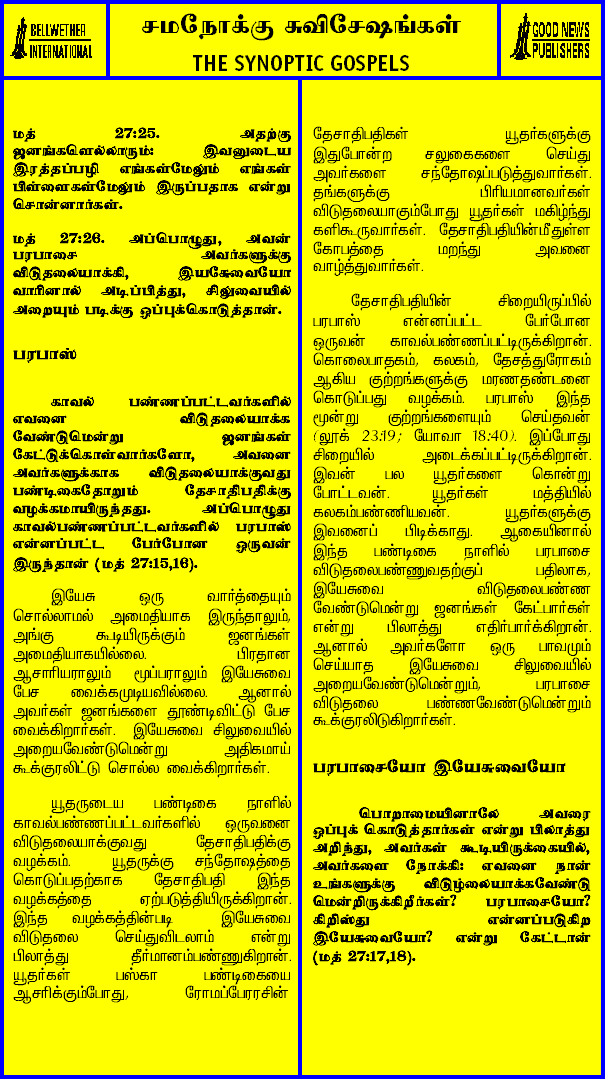 BELLWETHER
INTERNATIONAL
சமநோக்கு சுவிசேஷங்கள்
THE SYNOPTIC GOSPELS
GOOD NEWS
PUBLISHERS
மத் 27:25. அதற்கு
ஜனங்களெல்லாரும்: இவனுடைய
இரத்தப்பழி எங்கள்மேலும் எங்கள்
பிள்ளைகள்மேலும் இருப்பதாக என்று
சொன்னார்கள்.
மத் 27:26. அப்பொழுது, அவன்
பரபாசை அவர்களுக்கு
விடுதலையாக்கி, இயேசுவையோ
வாரினால் அடிப்பித்து, சிலுவையில்
அறையும் படிக்கு ஒப்புக்கொடுத்தான்.
பரபாஸ்
காவல் பண்ணப்பட்டவர்களில்
எவனை விடுதலையாக்க
வேண்டுமென்று ஜனங்கள்
கேட்டுக்கொள்வார்களோ, அவனை
அவர்களுக்காக விடுதலையாக்குவது
பண்டிகைதோறும் தேசாதிபதிக்கு
வழக்கமாயிருந்தது. அப்பொழுது
காவல்பண்ணப்பட்டவர்களில் பரபாஸ்
என்னப்பட்ட பேர்போன ஒருவன்
இருந்தான் (மத் 27:15,16).
இயேசு ஒரு வார்த்தையும்
சொல்லாமல் அமைதியாக இருந்தாலும்,
அங்கு கூடியிருக்கும் ஜனங்கள்
அமைதியாகயில்லை. பிரதான
ஆசாரியராலும் மூப்பராலும் இயேசுவை
பேச வைக்கமுடியவில்லை. ஆனால்
அவர்கள் ஜனங்களை தூண்டிவிட்டு பேச
வைக்கிறார்கள். இயேசுவை சிலுவையில்
அறையவேண்டுமென்று அதிகமாய்
கூக்குரலிட்டு சொல்ல வைக்கிறார்கள்.
யூதருடைய பண்டிகை நாளில்
காவல்பண்ணப்பட்டவர்களில் ஒருவனை
விடுதலையாக்குவது தேசாதிபதிக்கு
வழக்கம். யூதருக்கு சந்தோஷத்தை
கொடுப்பதற்காக தேசாதிபதி இந்த
வழக்கத்தை ஏற்படுத்தியிருக்கிறான்.
இந்த வழக்கத்தின்படி இயேசுவை
விடுதலை செய்துவிடலாம் என்று
பிலாத்து தீர்மானம்பண்ணுகிறான்.
யூதர்கள் பஸ்கா பண்டிகையை
ஆசரிக்கும்போது, ரோமப்பேரரசின்
தேசாதிபதிகள் யூதர்களுக்கு
இதுபோன்ற சலுகைகளை செய்து
அவர்களை சந்தோஷப்படுத்துவார்கள்.
தங்களுக்கு பிரியமானவர்கள்
விடுதலையாகும்போது யூதர்கள் மகிழ்ந்து
களிகூருவார்கள். தேசாதிபதியின்மீதுள்ள
கோபத்தை மறந்து அவனை
வாழ்த்துவார்கள்.
தேசாதிபதியின் சிறையிருப்பில்
பரபாஸ் என்னப்பட்ட பேர்போன
ஒருவன் காவல்பண்ணப்பட்டிருக்கிறான்.
கொலைபாதகம், கலகம், தேசத்துரோகம்
ஆகிய குற்றங்களுக்கு மரணதண்டனை
கொடுப்பது வழக்கம். பரபாஸ் இந்த
மூன்று குற்றங்களையும் செய்தவன்
(லூக் 23:19; யோவா 18:40). இப்போது
சிறையில் அடைக்கப்பட்டிருக்கிறான்.
இவன் பல யூதர்களை கொன்று
போட்டவன். யூதர்கள் மத்தியில்
கலகம்பண்ணியவன். யூதர்களுக்கு
இவனைப் பிடிக்காது. ஆகையினால்
இந்த பண்டிகை நாளில் பரபாசை
விடுதலைபண்ணுவதற்குப் பதிலாக,
இயேசுவை விடுதலைபண்ண
வேண்டுமென்று ஜனங்கள் கேட்பார்கள்
என்று பிலாத்து எதிர்பார்க்கிறான்.
ஆனால் அவர்களோ ஒரு பாவமும்
செய்யாத இயேசுவை சிலுவையில்
அறையவேண்டுமென்றும், பரபாசை
விடுதலை பண்ணவேண்டுமென்றும்
கூக்குரலிடுகிறார்கள்.
பரபாசையோ இயேசுவையோ
பொறாமையினாலே அவரை
ஒப்புக் கொடுத்தார்கள் என்று பிலாத்து
அறிந்து, அவர்கள் கூடியிருக்கையில்,
அவர்களை நோக்கி: எவனை நான்
உங்களுக்கு விடுழ்லையாக்கவேண்டு
மென்றிருக்கிறீர்கள்? பரபாசையோ?
கிறிஸ்து என்னப்படுகிற
இயேசுவையோ? என்று கேட்டான்
(மத் 27:17,18).